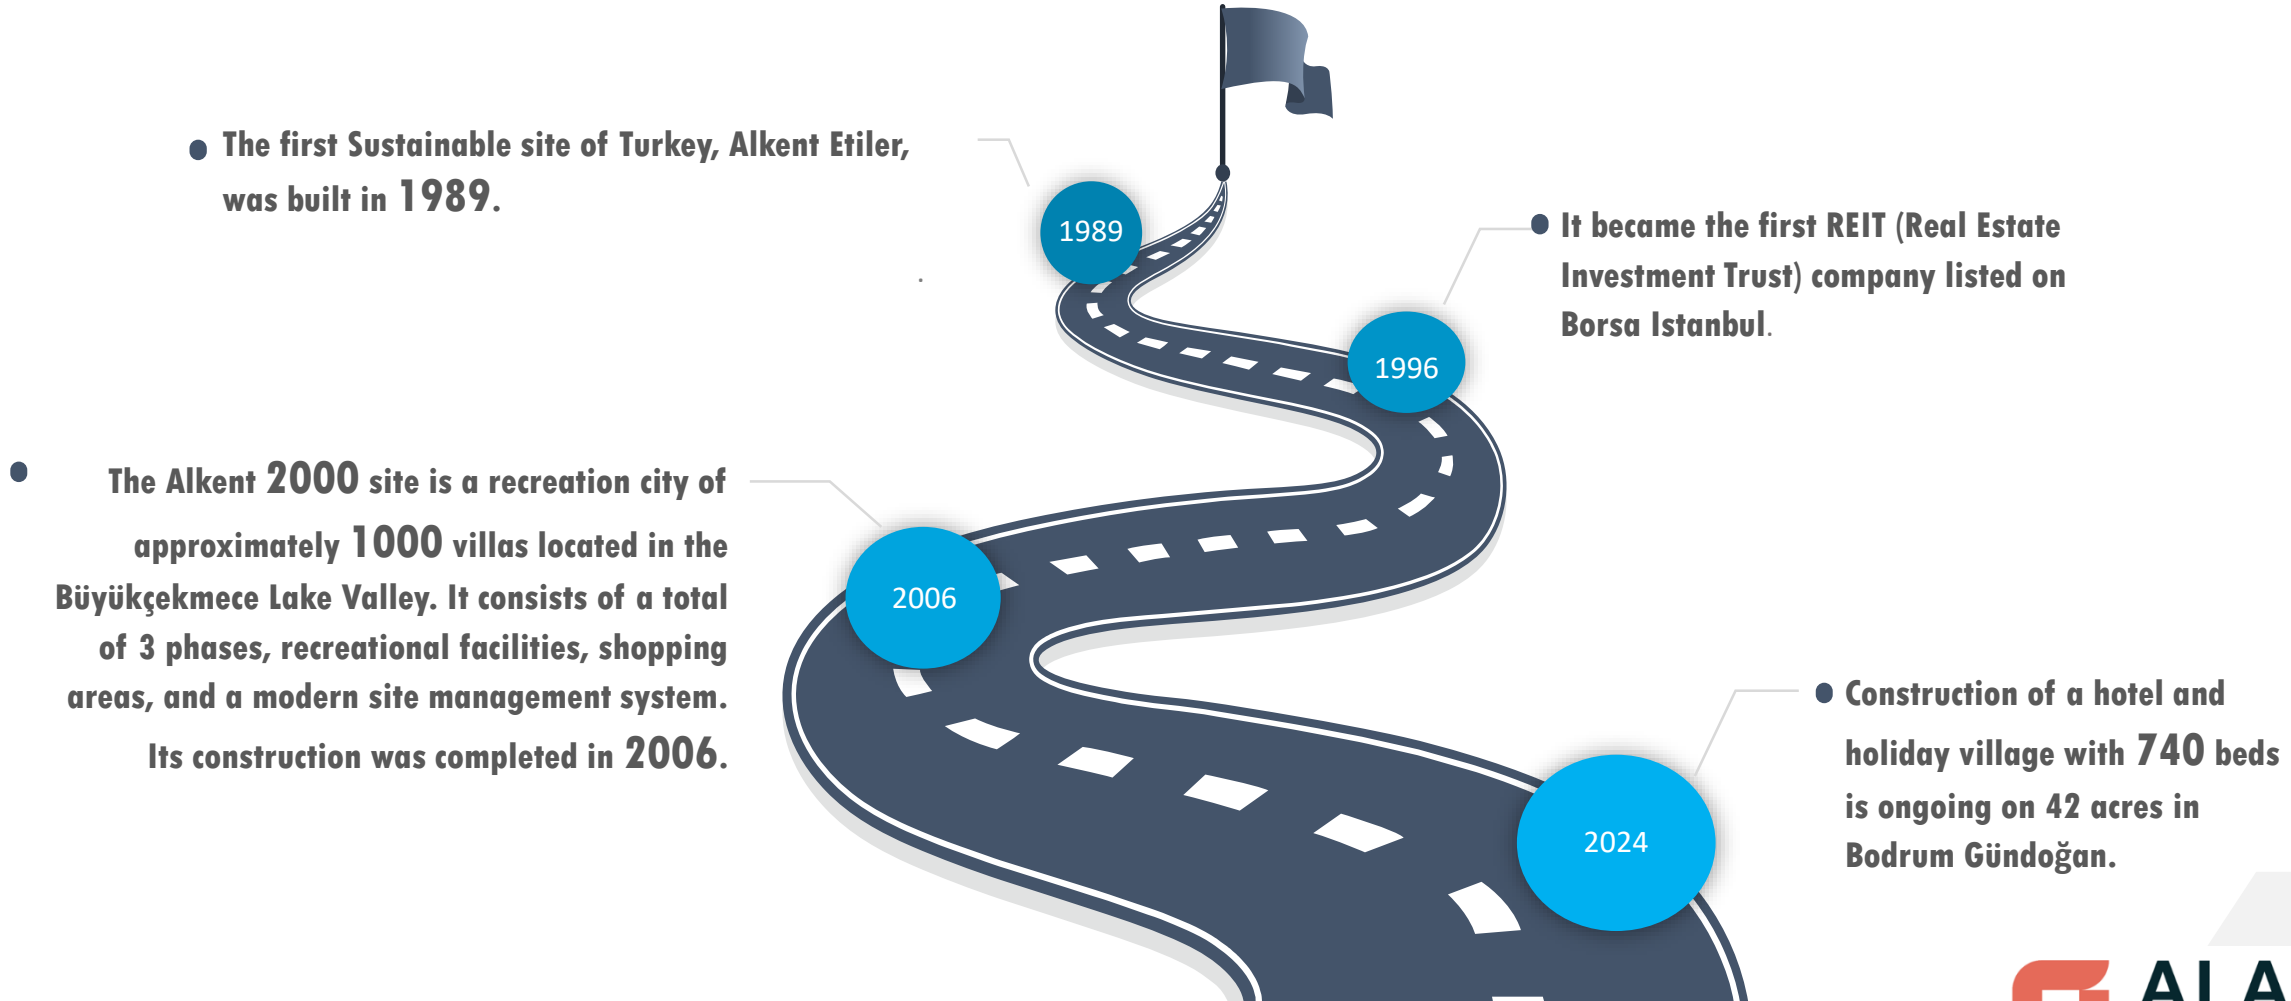 The first Sustainable site of Turkey, Alkent Etiler,
was built in 1989.
1989
.
It became the first REIT (Real Estate
Investment Trust) company listed on
Borsa Istanbul.
1996
The Alkent 2000 site is a recreation city of
approximately 1000 villas located in the
Büyükçekmece Lake Valley. It consists of a total
of 3 phases, recreational facilities, shopping
areas, and a modern site management system.
Its construction was completed in 2006.
2006
Construction of a hotel and
holiday village with 740 beds
is ongoing on 42 acres in
Bodrum Gündoğan.
2024